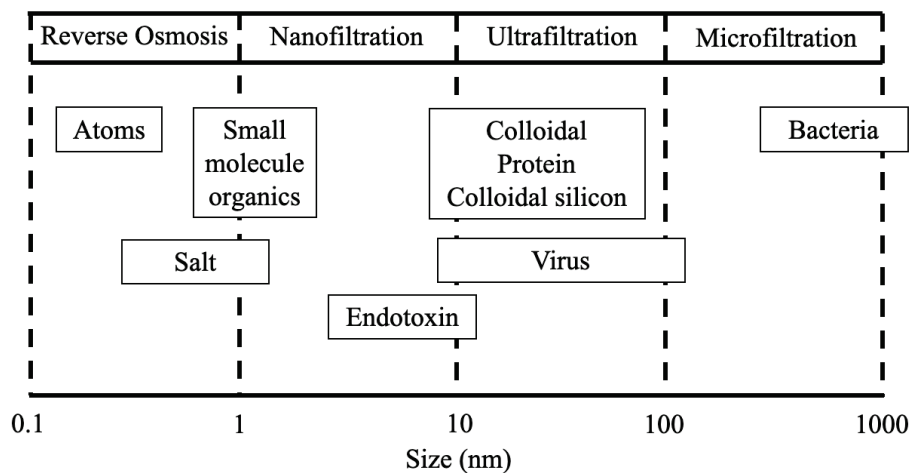 Reverse Osmosis
Nanofiltration
Ultrafiltration
Microfiltration
Atoms
Small
molecule
organics
Colloidal
Protein
Colloidal silicon
Bacteria
Salt
Virus
Endotoxin
0.1
1
10
100
1000
Size (nm)